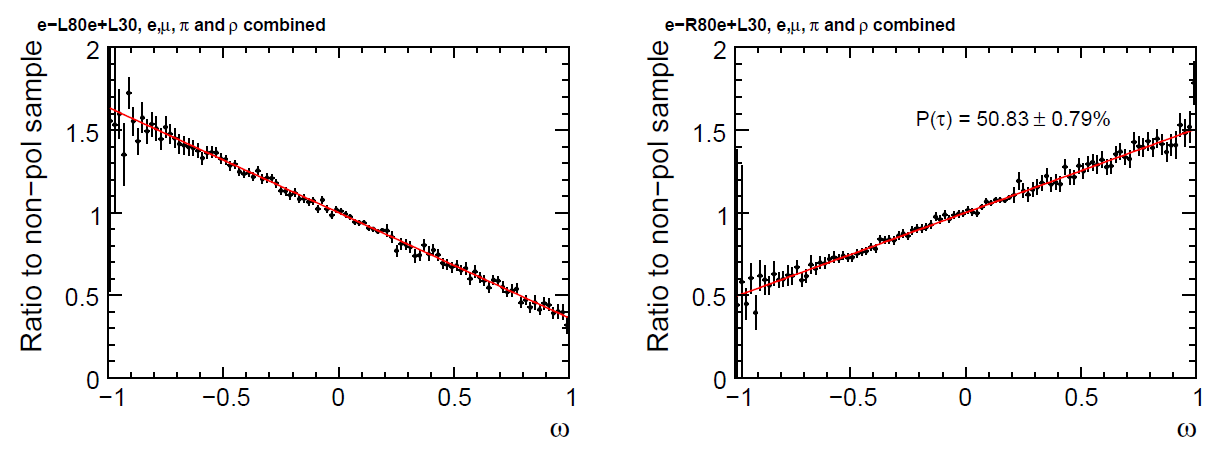 e−L80e+L30, e,μ, π and ρ combined
Ratio to non-pol sample
2
1.5
1
0.5
0
−1
−0.5
0
0.5
1
ω
e−R80e+L30, e,μ, π and ρ combined
Ratio to non-pol sample
P(τ) = 50.83 ± 0.79%
2
1.5
1
0.5
0
−1
−0.5
0
0.5
1
ω